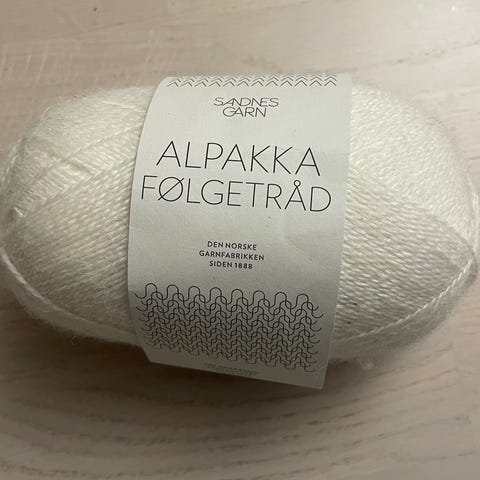 SANDNES
GARN
ALPAKKA
FØLGETRÅD
DEN NORSKE
GARNFABRIKKEN
SIDEN 1888